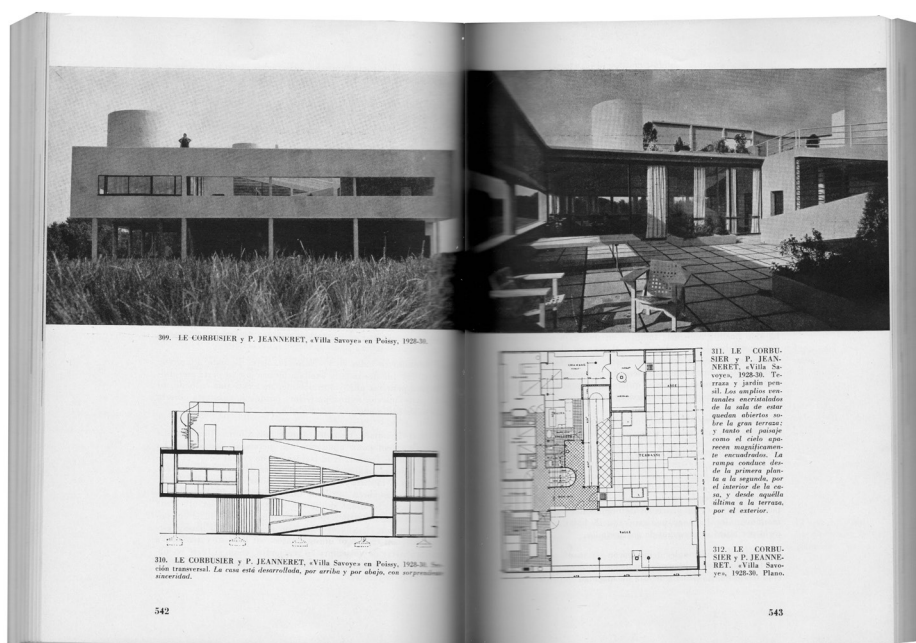 309. LE CORBUSIER y P. JEANNERET, «Villa Savoye» en Poissy, 1928-30.
310. LE CORBUSIER y P. JEANNERET, «Villa Savoye» en Poissy, 1928-30. Sec-
ción transversal. La casa está desarrollada, por arriba y por abajo, con sorprendente
sinceridad.
542
311. LE CORBU-
SIER y P. JEAN-
NERET, «Villa Sa-
voye», 1928-30. Te-
rraza y jardín pen-
sil. Los amplios ven-
tanales encristalados
de la sala de estar
quedan abiertos so-
bre la gran terraza;
y tanto el paisaje
como el cielo apa-
recen magníficamen-
te encuadrados. La
rampa conduce des-
de la primera plan-
ta a la segunda, por
el interior de la ca-
sa, y desde aquélla
última a la terraza,
por el exterior.
TERRASSE
SALLE
312. LE CORBU-
SIER y P. JEANNE-
RET. «Villa Savo-
ye», 1928-30. Plano.
543